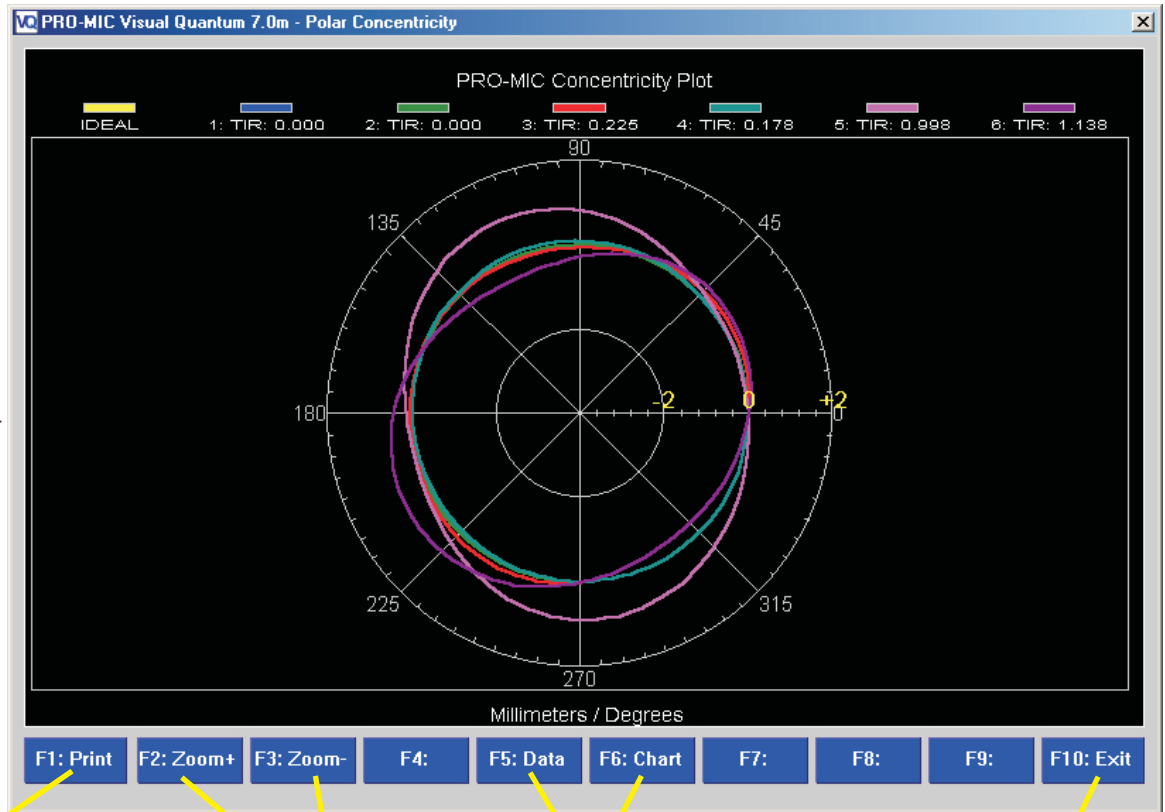 VQ PRO-MIC Visual Quantum 7.0m - Polar Concentricity
PRO-MIC Concentricity Plot
IDEAL 1: TIR: 0.000 2: TIR: 0.000 3: TIR: 0.225 4: TIR: 0.178 5: TIR: 0.998 6: TIR: 1.138
90
135 45
-2 0 +2
180 0
225 315
270
Millimeters / Degrees
F1: Print F2: Zoom+ F3: Zoom- F4: F5: Data F6: Chart F7: F8: F9: F10: Exit